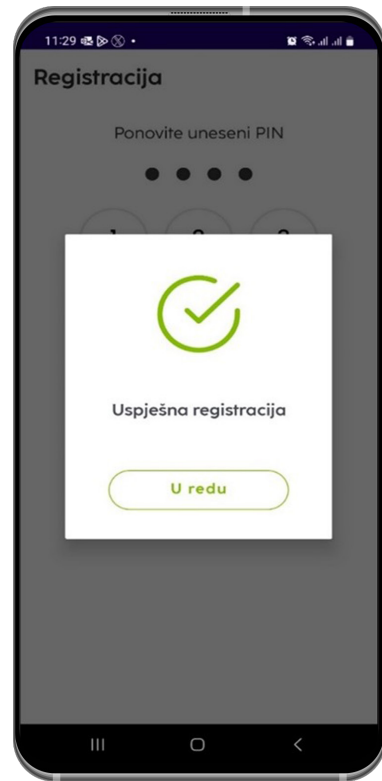 11:29
Registracija
Ponovite uneseni PIN
Uspješna registracija
U redu